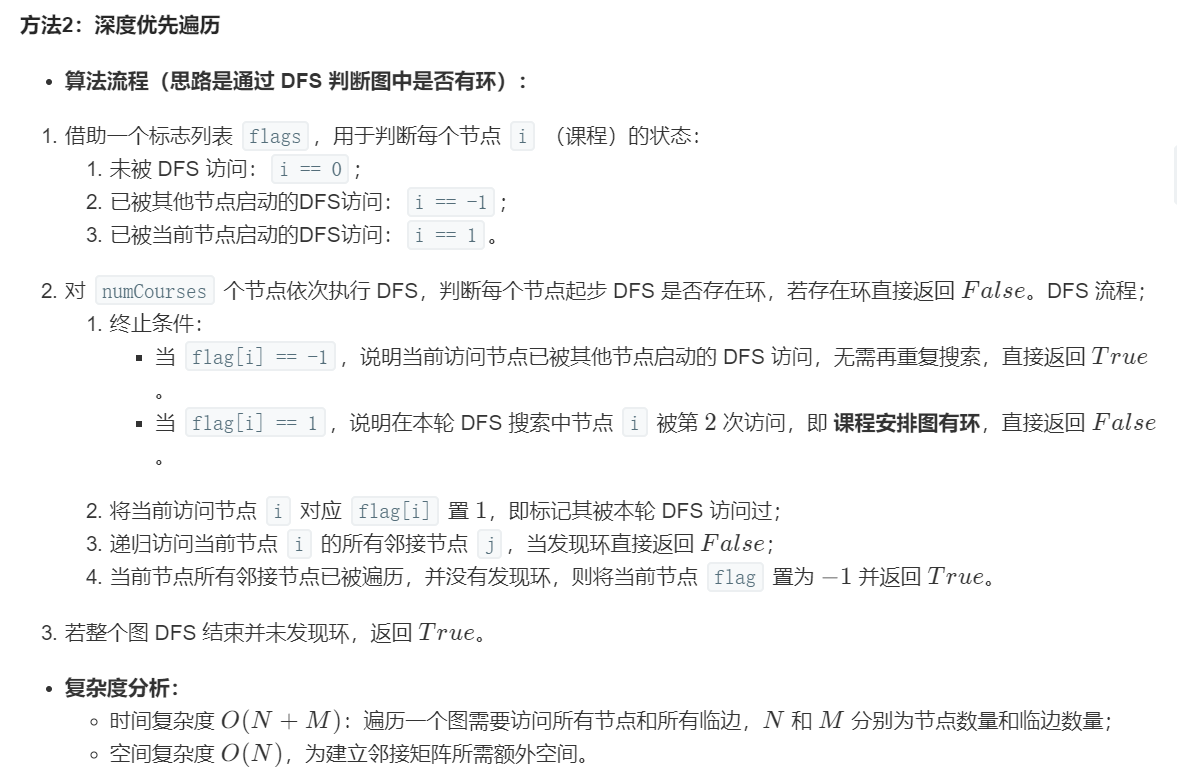 方法2：深度优先遍历
• 算法流程（思路是通过 DFS 判断图中是否有环）：
1. 借助一个标志列表 flags ，用于判断每个节点 i （课程）的状态：
1. 未被 DFS 访问： i == 0 ；
2. 已被其他节点启动的DFS访问： i == -1 ；
3. 已被当前节点启动的DFS访问： i == 1 。
2. 对 numCourses 个节点依次执行 DFS，判断每个节点起步 DFS 是否存在环，若存在环直接返回 False。DFS 流程；
1. 终止条件：
▪ 当 flag[i] == -1 ，说明当前访问节点已被其他节点启动的 DFS 访问，无需再重复搜索，直接返回 True
。
▪ 当 flag[i] == 1 ，说明在本轮 DFS 搜索中节点 i 被第 2 次访问，即 课程安排图有环，直接返回 False
。
2. 将当前访问节点 i 对应 flag[i] 置 1，即标记其被本轮 DFS 访问过；
3. 递归访问当前节点 i 的所有邻接节点 j ，当发现环直接返回 False；
4. 当前节点所有邻接节点已被遍历，并没有发现环，则将当前节点 flag 置为 −1 并返回 True。
3. 若整个图 DFS 结束并未发现环，返回 True。
• 复杂度分析：
◦ 时间复杂度 O(N + M)：遍历一个图需要访问所有节点和所有临边，N 和 M 分别为节点数量和临边数量；
◦ 空间复杂度 O(N)，为建立邻接矩阵所需额外空间。